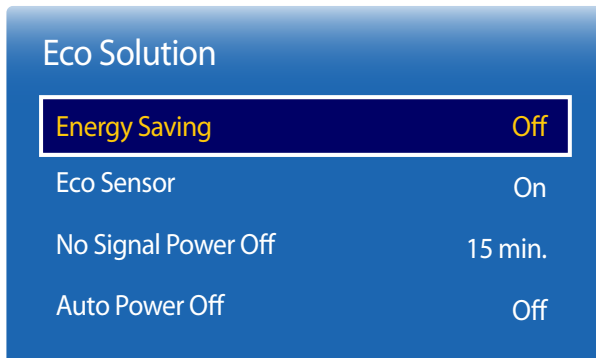 Eco Solution
Energy Saving Off
Eco Sensor On
No Signal Power Off 15 min.
Auto Power Off Off